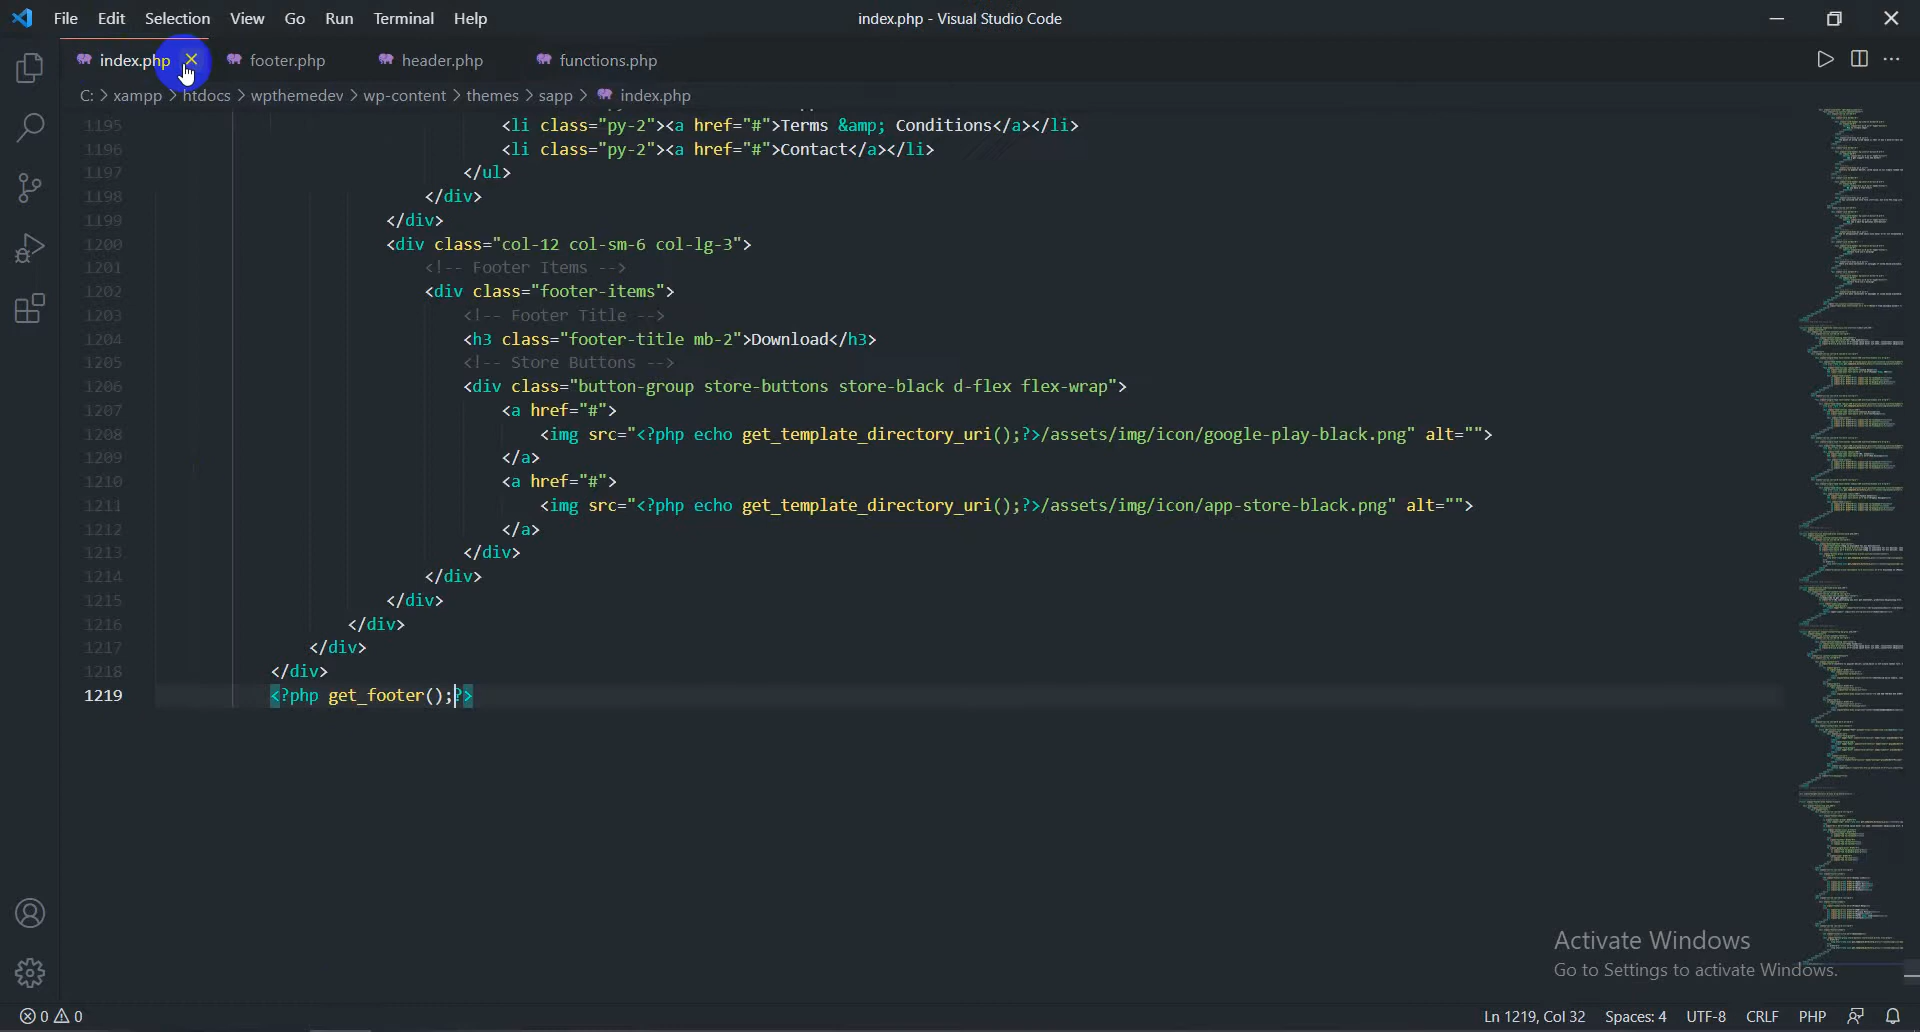 File Edit Selection View Go Run Terminal Help
index.php - Visual Studio Code
index.php footer.php header.php functions.php
C: > xampp > htdocs > wpthemedev > wp-content > themes > sapp > index.php
1195 <li class="py-2"><a href="#">Terms &amp; Conditions</a></li>
1196 <li class="py-2"><a href="#">Contact</a></li>
1197 </ul>
1198 </div>
1199 </div>
1200 <div class="col-12 col-sm-6 col-lg-3">
1201 <!-- Footer Items -->
1202 <div class="footer-items">
1203 <!-- Footer Title -->
1204 <h3 class="footer-title mb-2">Download</h3>
1205 <!-- Store Buttons -->
1206 <div class="button-group store-buttons store-black d-flex flex-wrap">
1207 <a href="#">
1208 <img src="<?php echo get_template_directory_uri();?>/assets/img/icon/google-play-black.png" alt="">
1209 </a>
1210 <a href="#">
1211 <img src="<?php echo get_template_directory_uri();?>/assets/img/icon/app-store-black.png" alt="">
1212 </a>
1213 </div>
1214 </div>
1215 </div>
1216 </div>
1217 </div>
1218 </div>
1219 <?php get_footer();?>
Activate Windows
Go to Settings to activate Windows.
0 0
Ln 1219, Col 32 Spaces: 4 UTF-8 CRLF PHP